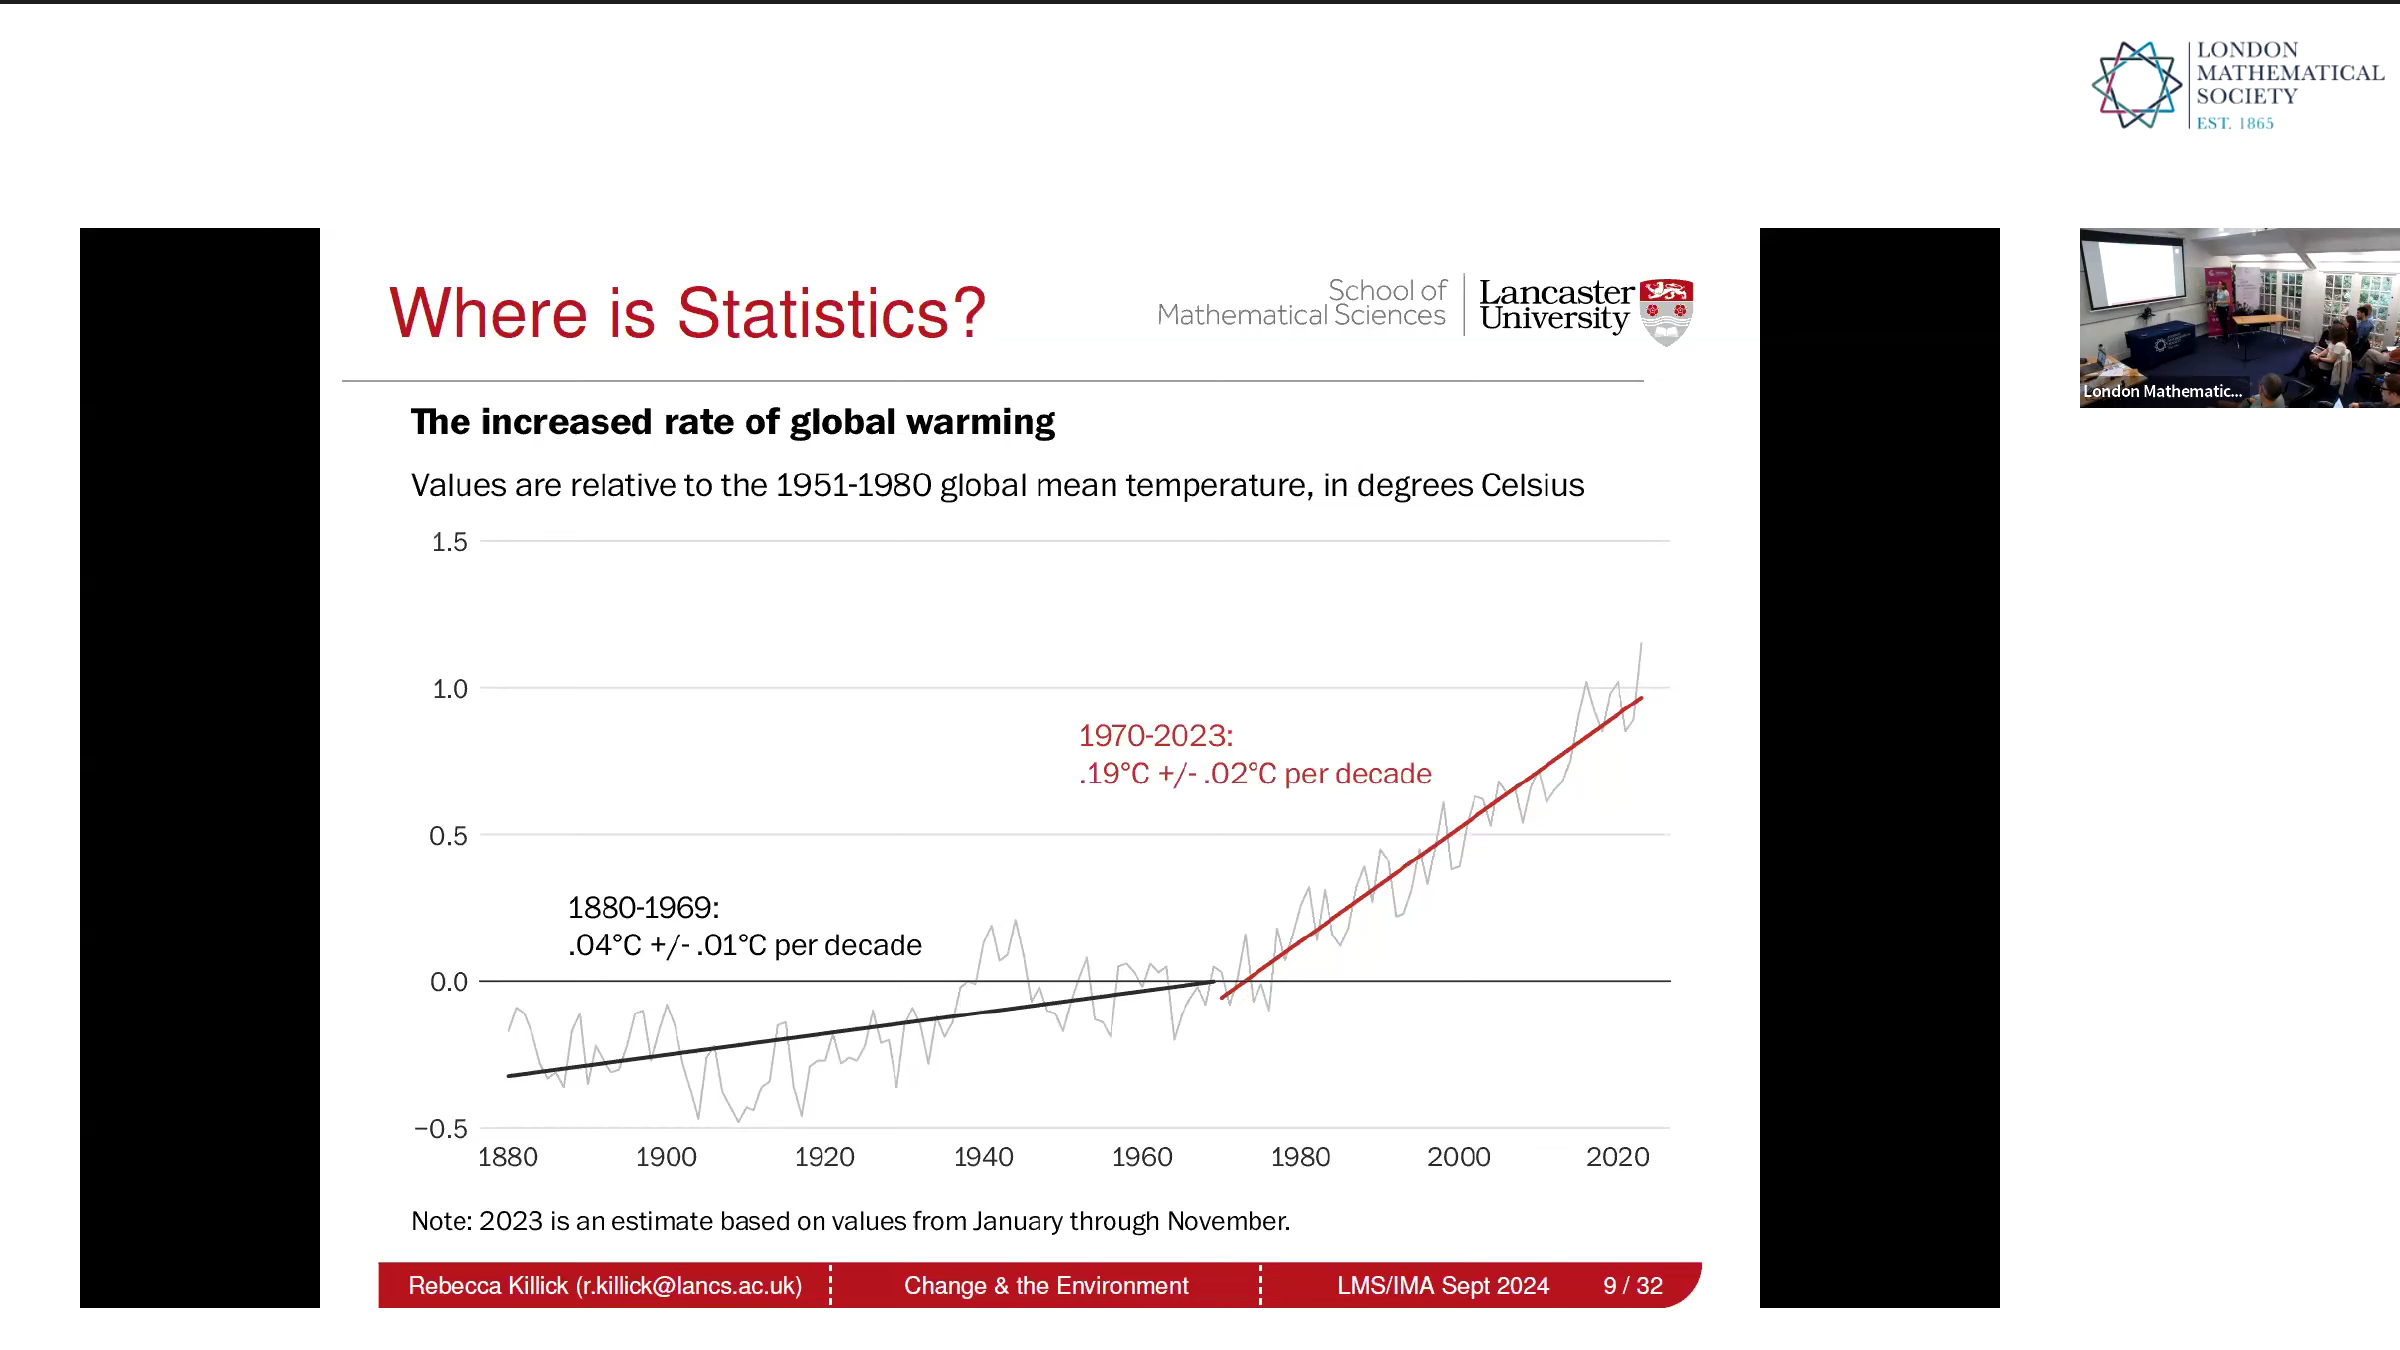 LONDON
MATHEMATICAL
SOCIETY
EST. 1865
Where is Statistics?
School of
Mathematical Sciences
Lancaster
University
London Mathematic...
The increased rate of global warming
Values are relative to the 1951-1980 global mean temperature, in degrees Celsius
1.5
1.0
1970-2023:
.19°C +/- .02°C per decade
0.5
1880-1969:
.04°C +/- .01°C per decade
0.0
−0.5
1880 1900 1920 1940 1960 1980 2000 2020
Note: 2023 is an estimate based on values from January through November.
Rebecca Killick (r.killick@lancs.ac.uk) Change & the Environment LMS/IMA Sept 2024 9 / 32